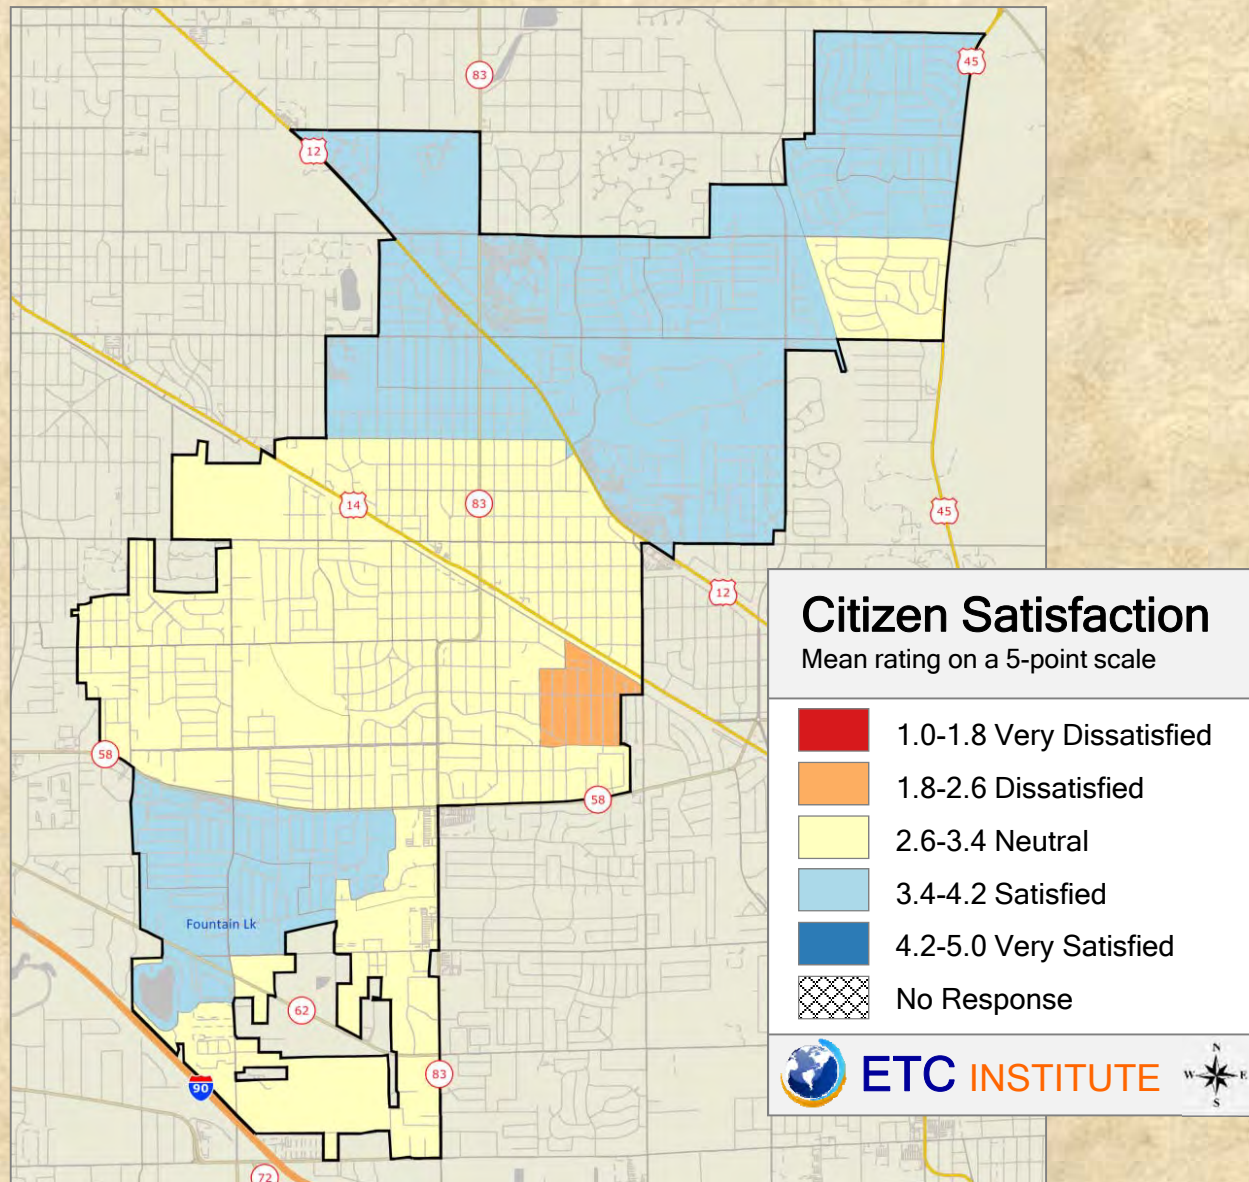 83
45
12
14
83
45
12
58
58
Fountain Lk
62
83
90
72
Citizen Satisfaction
Mean rating on a 5-point scale
1.0-1.8 Very Dissatisfied
1.8-2.6 Dissatisfied
2.6-3.4 Neutral
3.4-4.2 Satisfied
4.2-5.0 Very Satisfied
No Response
ETC INSTITUTE
N
W E
S